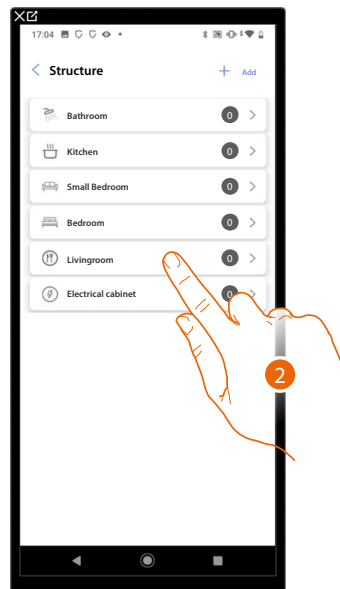 17:04
Structure
+ Add
Bathroom 0 >
Kitchen 0 >
Small Bedroom 0 >
Bedroom 0 >
Livingroom 0 >
Electrical cabinet 0 >
2